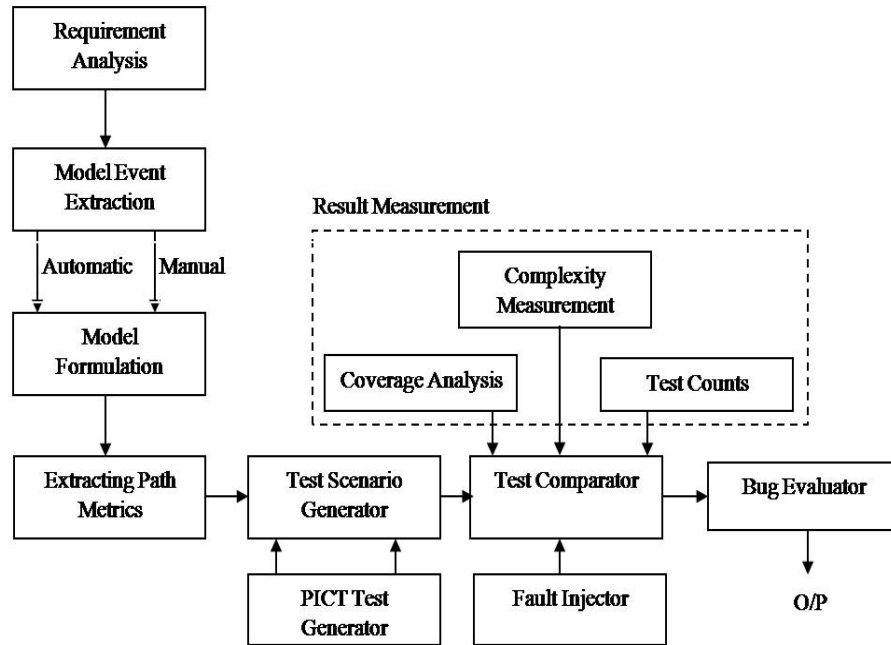 Requirement
Analysis
Model Event
Extraction
Automatic
Manual
Model
Formulation
Extracting Path
Metrics
Result Measurement
Complexity
Measurement
Coverage Analysis
Test Counts
Test Scenario
Generator
Test Comparator
Bug Evaluator
PICT Test
Generator
Fault Injector
O/P